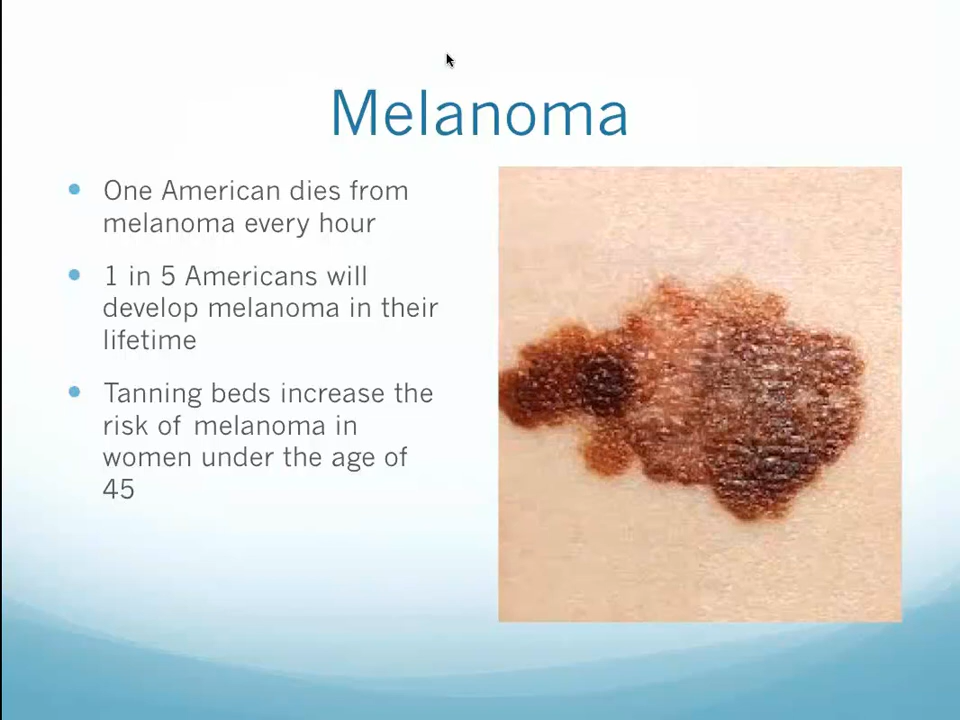 Melanoma
One American dies from
melanoma every hour
1 in 5 Americans will
develop melanoma in their
lifetime
Tanning beds increase the
risk of melanoma in
women under the age of
45